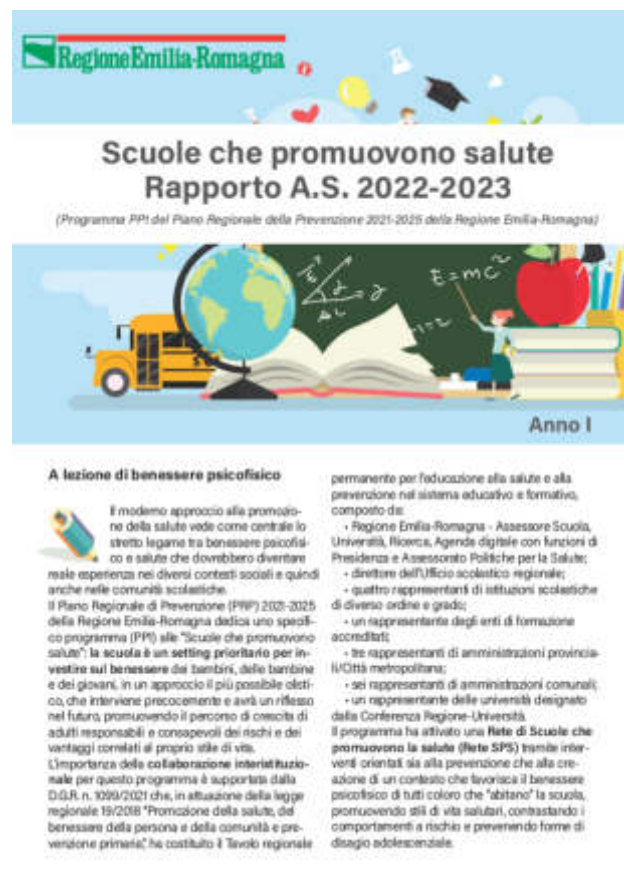 RegioneEmilia-Romagna
Scuole che promuovono salute
Rapporto A.S. 2022-2023
(Programma PP1 del Piano Regionale della Prevenzione 2021-2025 della Regione Emilia-Romagna)
E=mc²
Anno I
A lezione di benessere psicofisico
Il moderno approccio alla promozio-
ne della salute vede come centrale lo
stretto legame tra benessere psicofisi-
co e salute che dovrebbero diventare
reale esperienza nei diversi contesti sociali e quindi
anche nelle comunità scolastiche.
Il Piano Regionale di Prevenzione (PRP) 2021-2025
della Regione Emilia-Romagna dedica uno specifi-
co programma (PP1) alle "Scuole che promuovono
salute": la scuola è un setting prioritario per in-
vestire sul benessere dei bambini, delle bambine
e dei giovani, in un approccio il più possibile olisti-
co, che interviene precocemente e avrà un riflesso
nel futuro, promuovendo il percorso di crescita di
adulti responsabili e consapevoli dei rischi e dei
vantaggi correlati al proprio stile di vita.
L'importanza della collaborazione interistituzio-
nale per questo programma è supportata dalla
D.G.R. n. 1099/2021 che, in attuazione della legge
regionale 19/2018 "Promozione della salute, del
benessere della persona e della comunità e pre-
venzione primaria", ha costituito il Tavolo regionale
permanente per l'educazione alla salute e alla
prevenzione nel sistema educativo e formativo,
composto da:
• Regione Emilia-Romagna - Assessore Scuola,
Università, Ricerca, Agenda digitale con funzioni di
Presidenza e Assessorato Politiche per la Salute;
• direttore dell'Ufficio scolastico regionale;
• quattro rappresentanti di istituzioni scolastiche
di diverso ordine e grado;
• un rappresentante degli enti di formazione
accreditati;
• tre rappresentanti di amministrazioni provincia-
li/Città metropolitana;
• sei rappresentanti di amministrazioni comunali;
• un rappresentante delle università designato
dalla Conferenza Regione-Università.
Il programma ha attivato una Rete di Scuole che
promuovono la salute (Rete SPS) tramite inter-
venti orientati sia alla prevenzione che alla cre-
azione di un contesto che favorisca il benessere
psicofisico di tutti coloro che "abitano" la scuola,
promuovendo stili di vita salutari, contrastando i
comportamenti a rischio e prevenendo forme di
disagio adolescenziale.